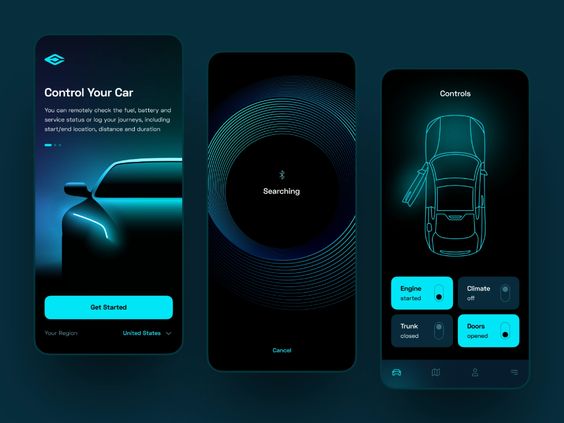 Control Your Car
You can remotely check the fuel, battery and
service status or log your journeys, including
start/end location, distance and duration
Get Started
Your Region
United States
Searching
Cancel
Controls
Engine
started
Climate
off
Trunk
closed
Doors
opened